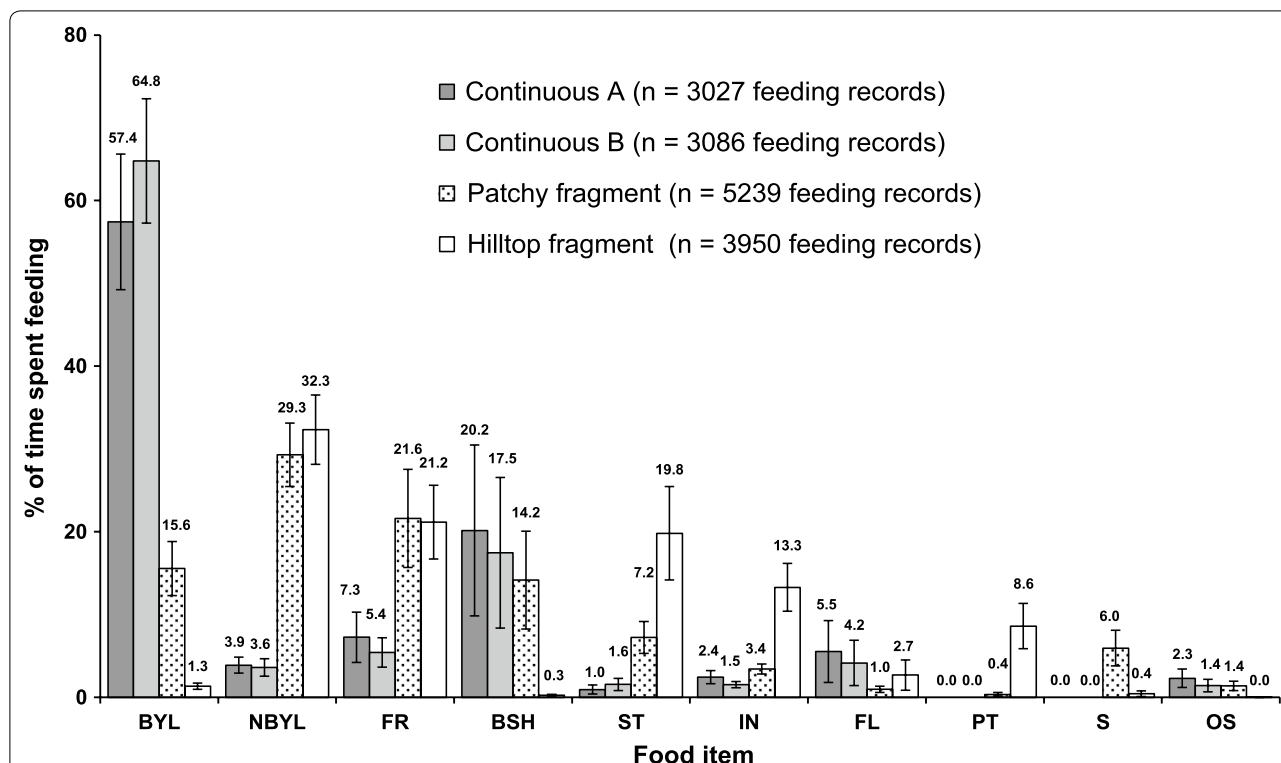 80
60
40
20
0
% of time spent feeding
Continuous A (n = 3027 feeding records)
Continuous B (n = 3086 feeding records)
Patchy fragment (n = 5239 feeding records)
Hilltop fragment (n = 3950 feeding records)
57.4 64.8 15.6 1.3
3.9 3.6 29.3 32.3
7.3 5.4 21.6 21.2
20.2 17.5 14.2 0.3
1.0 1.6 7.2 19.8
2.4 1.5 3.4 13.3
5.5 4.2 1.0 2.7
0.0 0.0 0.4 8.6
0.0 0.0 6.0 0.4
2.3 1.4 1.4 0.0
BYL NBYL FR BSH ST IN FL PT S OS
Food item